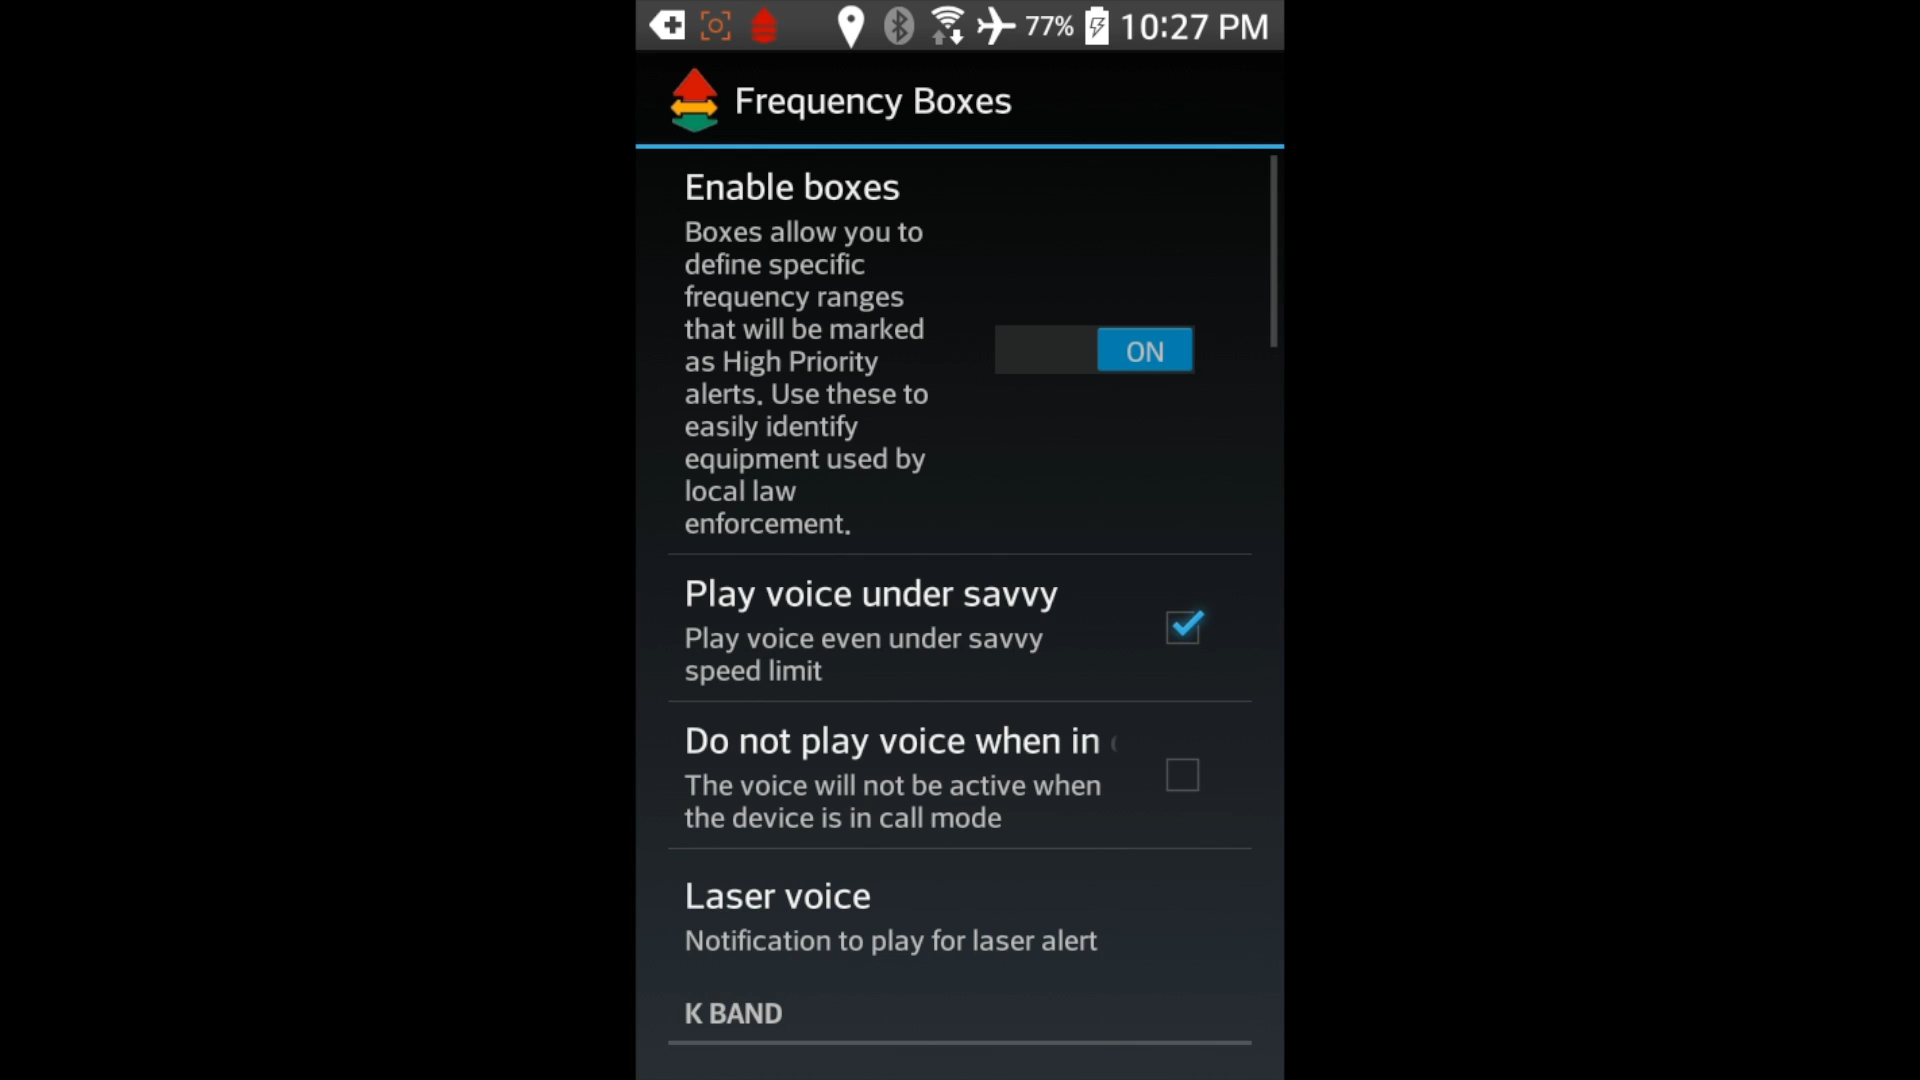 77% 10:27 PM
Frequency Boxes
Enable boxes
Boxes allow you to
define specific
frequency ranges
that will be marked
as High Priority
alerts. Use these to
easily identify
equipment used by
local law
enforcement.
ON
Play voice under savvy
Play voice even under savvy
speed limit
Do not play voice when in
The voice will not be active when
the device is in call mode
Laser voice
Notification to play for laser alert
K BAND